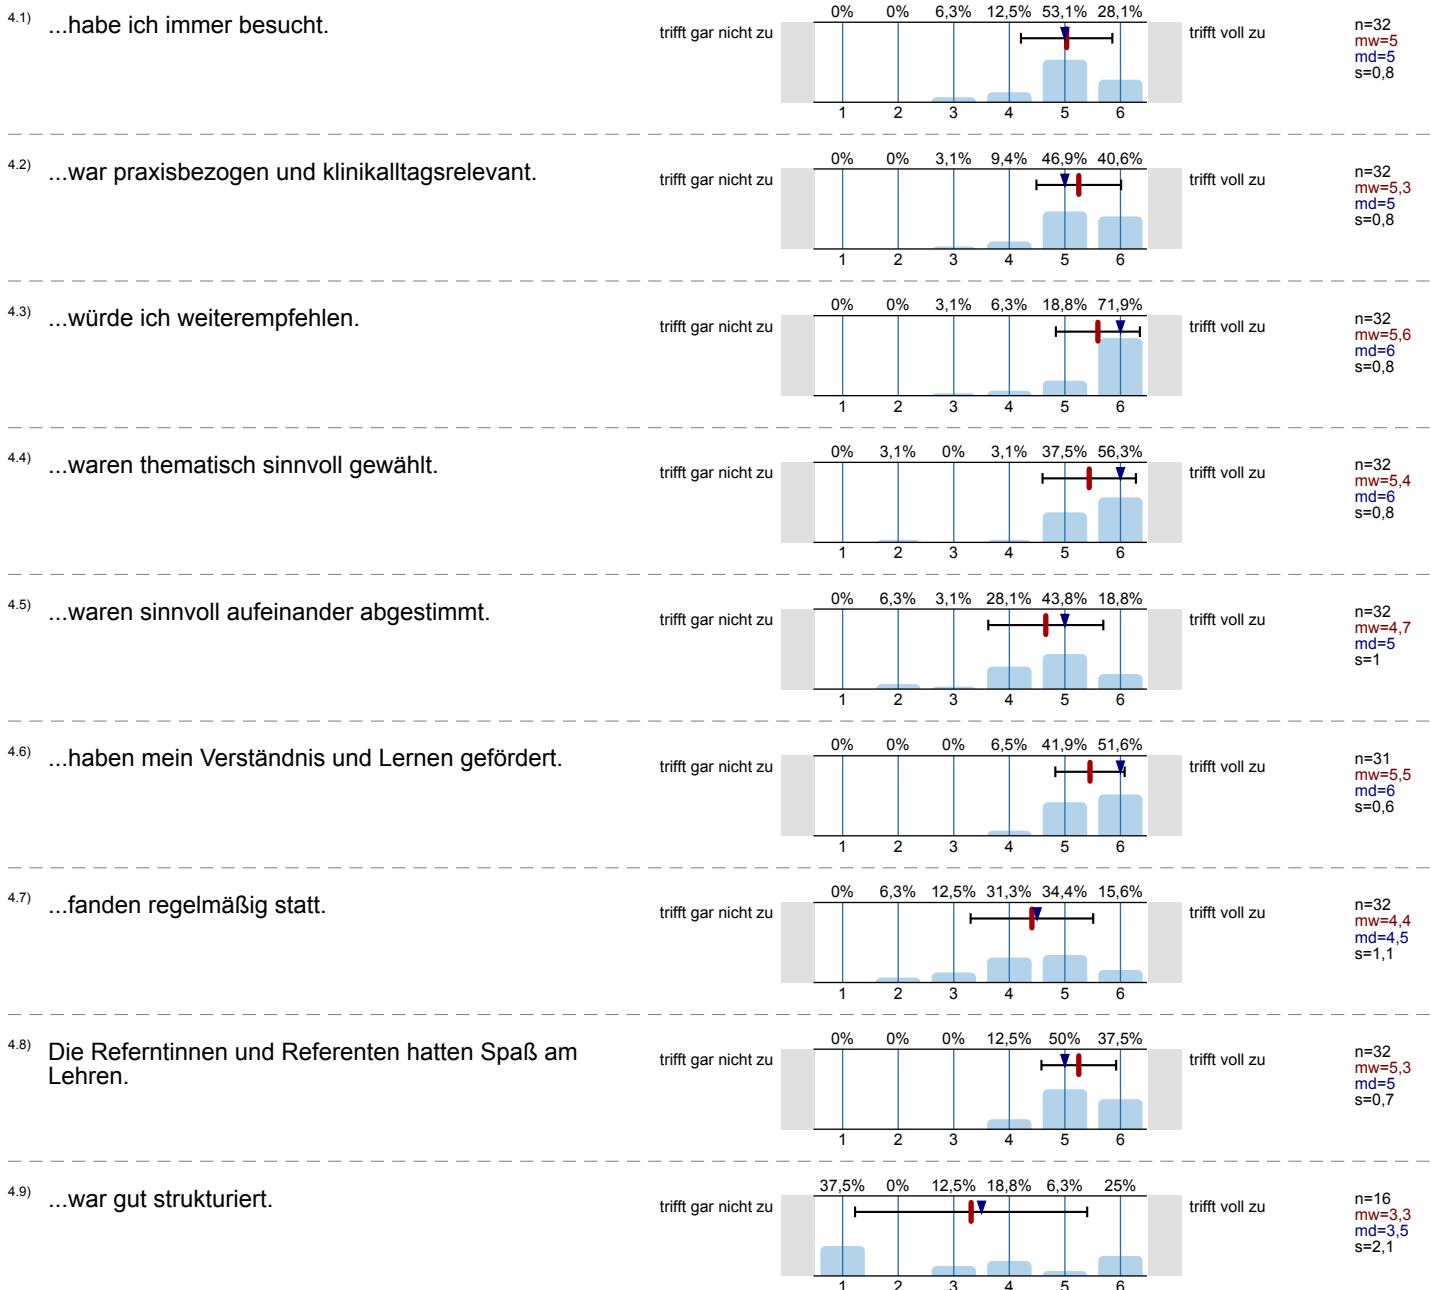 4.1) ...habe ich immer besucht.
trifft gar nicht zu
0% 0% 6,3% 12,5% 53,1% 28,1%
1 2 3 4 5 6
trifft voll zu
n=32
mw=5
md=5
s=0,8
4.2) ...war praxisbezogen und klinikalltagsrelevant.
trifft gar nicht zu
0% 0% 3,1% 9,4% 46,9% 40,6%
1 2 3 4 5 6
trifft voll zu
n=32
mw=5,3
md=5
s=0,8
4.3) ...würde ich weiterempfehlen.
trifft gar nicht zu
0% 0% 3,1% 6,3% 18,8% 71,9%
1 2 3 4 5 6
trifft voll zu
n=32
mw=5,6
md=6
s=0,8
4.4) ...waren thematisch sinnvoll gewählt.
trifft gar nicht zu
0% 3,1% 0% 3,1% 37,5% 56,3%
1 2 3 4 5 6
trifft voll zu
n=32
mw=5,4
md=6
s=0,8
4.5) ...waren sinnvoll aufeinander abgestimmt.
trifft gar nicht zu
0% 6,3% 3,1% 28,1% 43,8% 18,8%
1 2 3 4 5 6
trifft voll zu
n=32
mw=4,7
md=5
s=1
4.6) ...haben mein Verständnis und Lernen gefördert.
trifft gar nicht zu
0% 0% 0% 6,5% 41,9% 51,6%
1 2 3 4 5 6
trifft voll zu
n=31
mw=5,5
md=6
s=0,6
4.7) ...fanden regelmäßig statt.
trifft gar nicht zu
0% 6,3% 12,5% 31,3% 34,4% 15,6%
1 2 3 4 5 6
trifft voll zu
n=32
mw=4,4
md=4,5
s=1,1
4.8) Die Referntinnen und Referenten hatten Spaß am
Lehren.
trifft gar nicht zu
0% 0% 0% 12,5% 50% 37,5%
1 2 3 4 5 6
trifft voll zu
n=32
mw=5,3
md=5
s=0,7
4.9) ...war gut strukturiert.
trifft gar nicht zu
37,5% 0% 12,5% 18,8% 6,3% 25%
1 2 3 4 5 6
trifft voll zu
n=16
mw=3,3
md=3,5
s=2,1